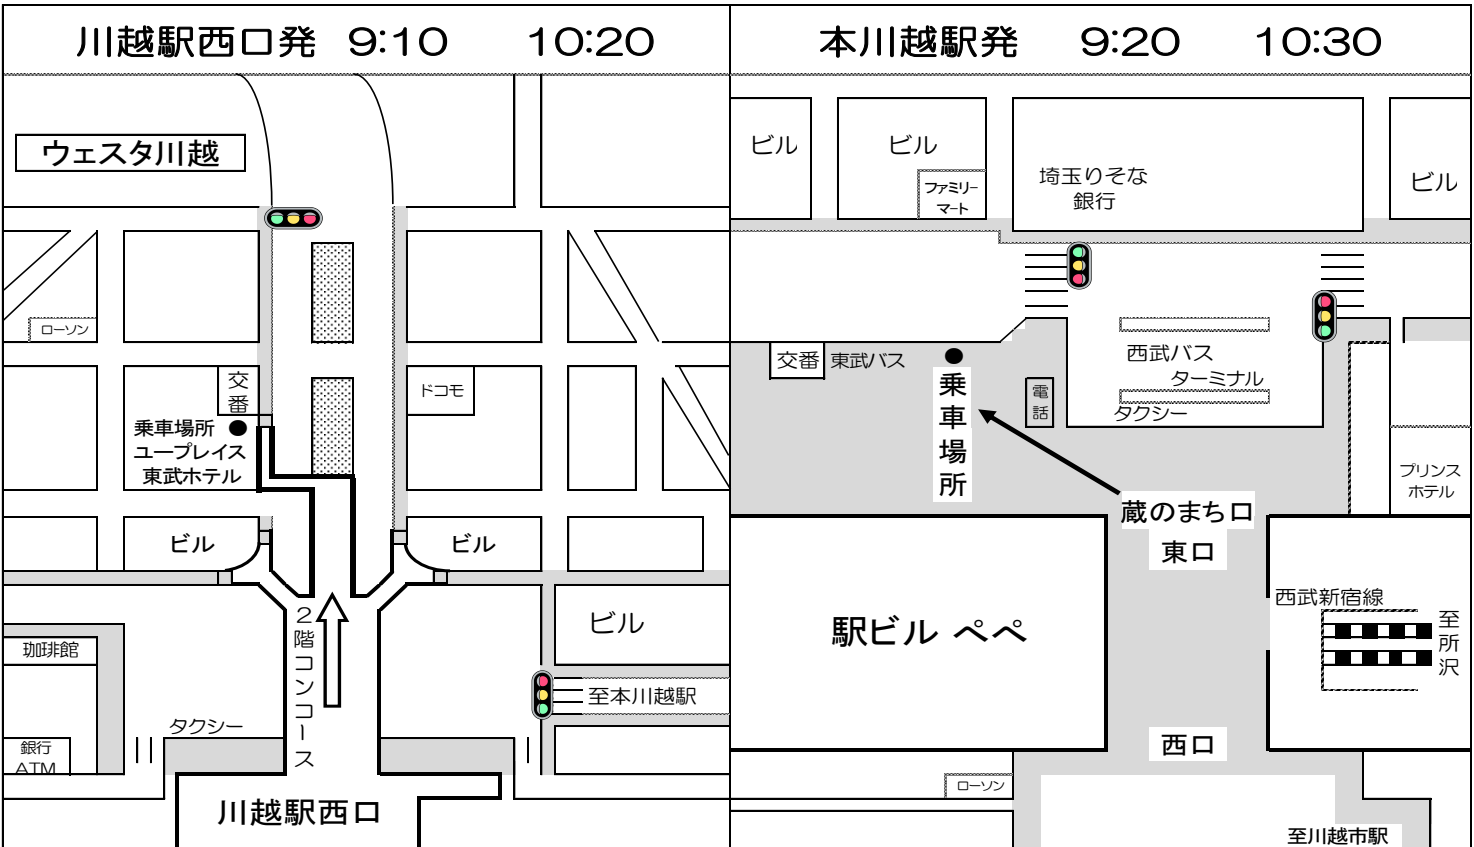 川越駅西口発 9:10 10:20
ウェスタ川越
ローソン
交番
ドコモ
乗車場所
ユープレイス
東武ホテル
ビル
ビル
2階コンコース
ビル
珈琲館
至本川越駅
タクシー
銀行
ATM
川越駅西口
本川越駅発 9:20 10:30
ビル
ビル
ファミリー
マート
埼玉りそな
銀行
ビル
交番
東武バス
乗車場所
電話
西武バス
ターミナル
タクシー
プリンス
ホテル
蔵のまち口
東口
駅ビル ペペ
西武新宿線
至所沢
西口
ローソン
至川越市駅